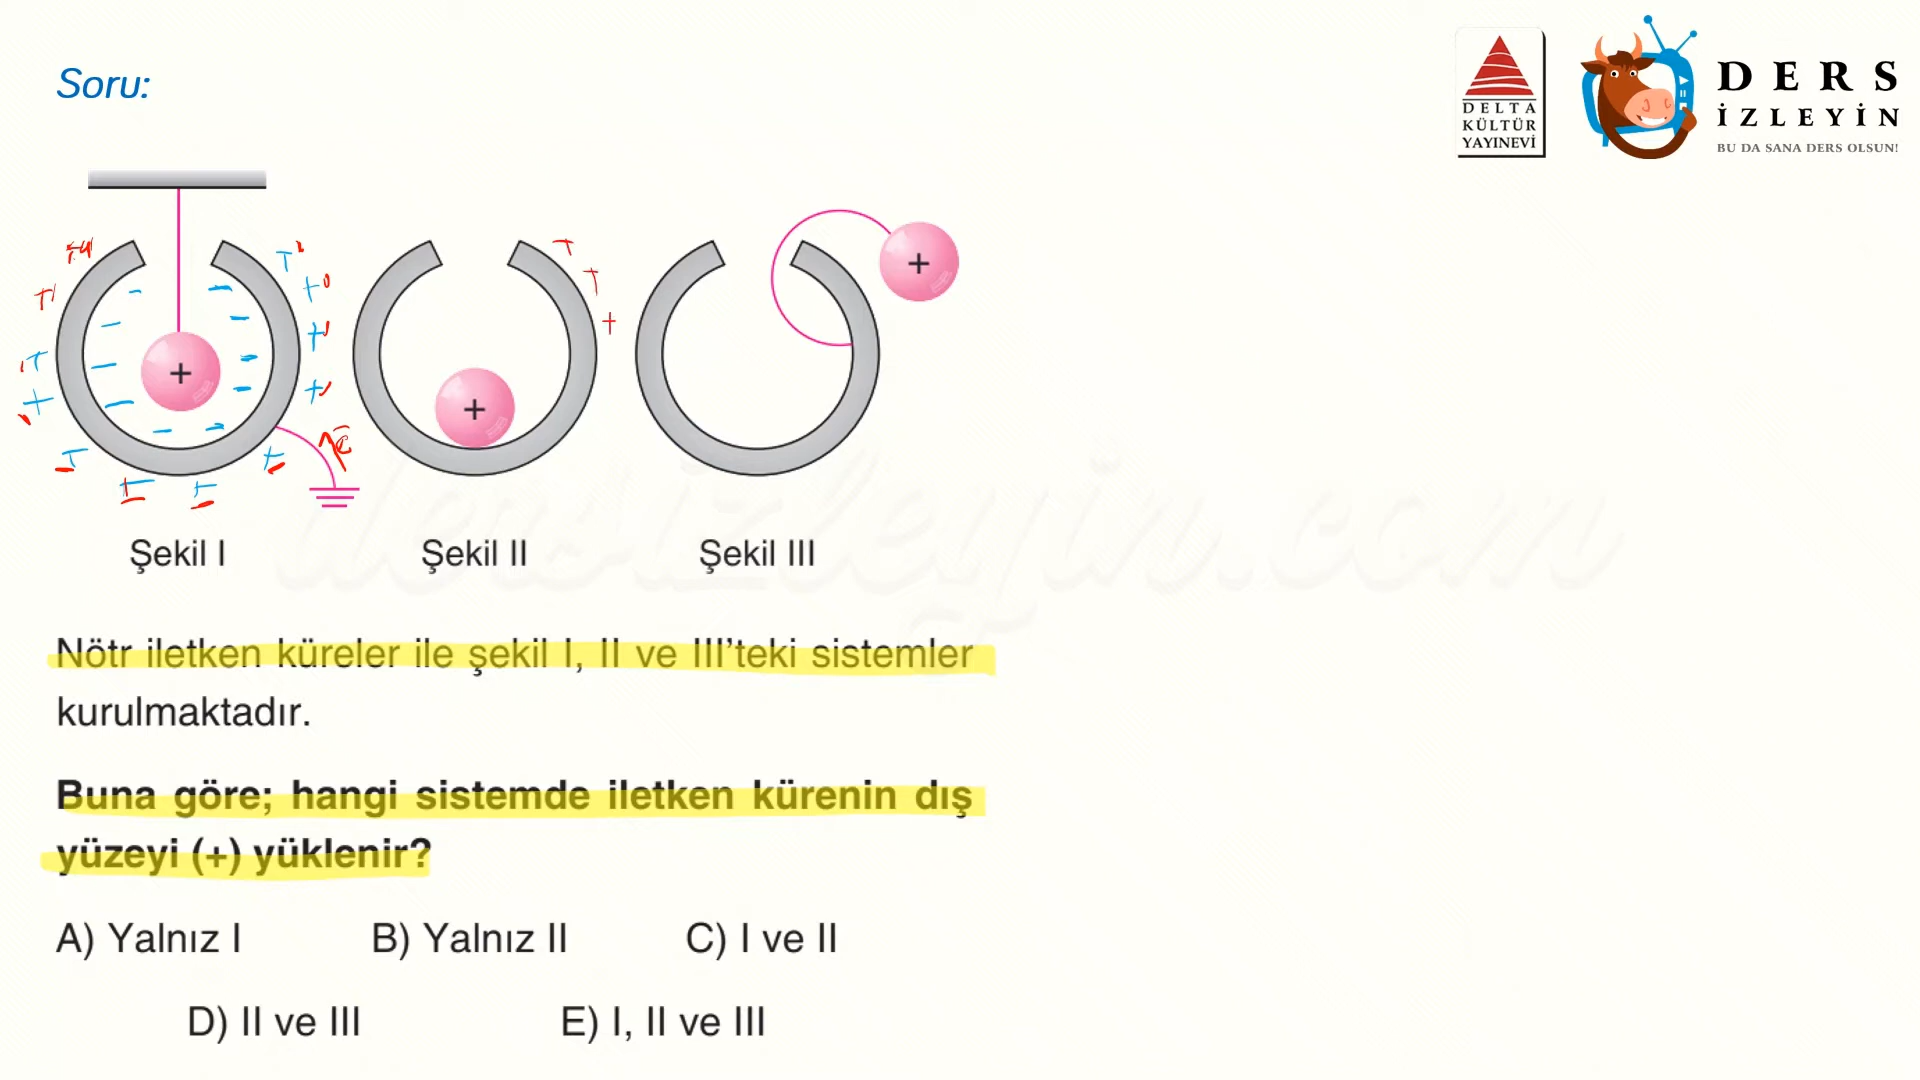 Soru:
DELTA
KÜLTÜR
YAYINEVİ
DERS
İZLEYİN
BU DA SANA DERS OLSUN!
+
+
+
Şekil I
Şekil II
Şekil III
dersizleyin.com
Nötr iletken küreler ile şekil I, II ve III’teki sistemler
kurulmaktadır.
Buna göre; hangi sistemde iletken kürenin dış
yüzeyi (+) yüklenir?
A) Yalnız I
B) Yalnız II
C) I ve II
D) II ve III
E) I, II ve III